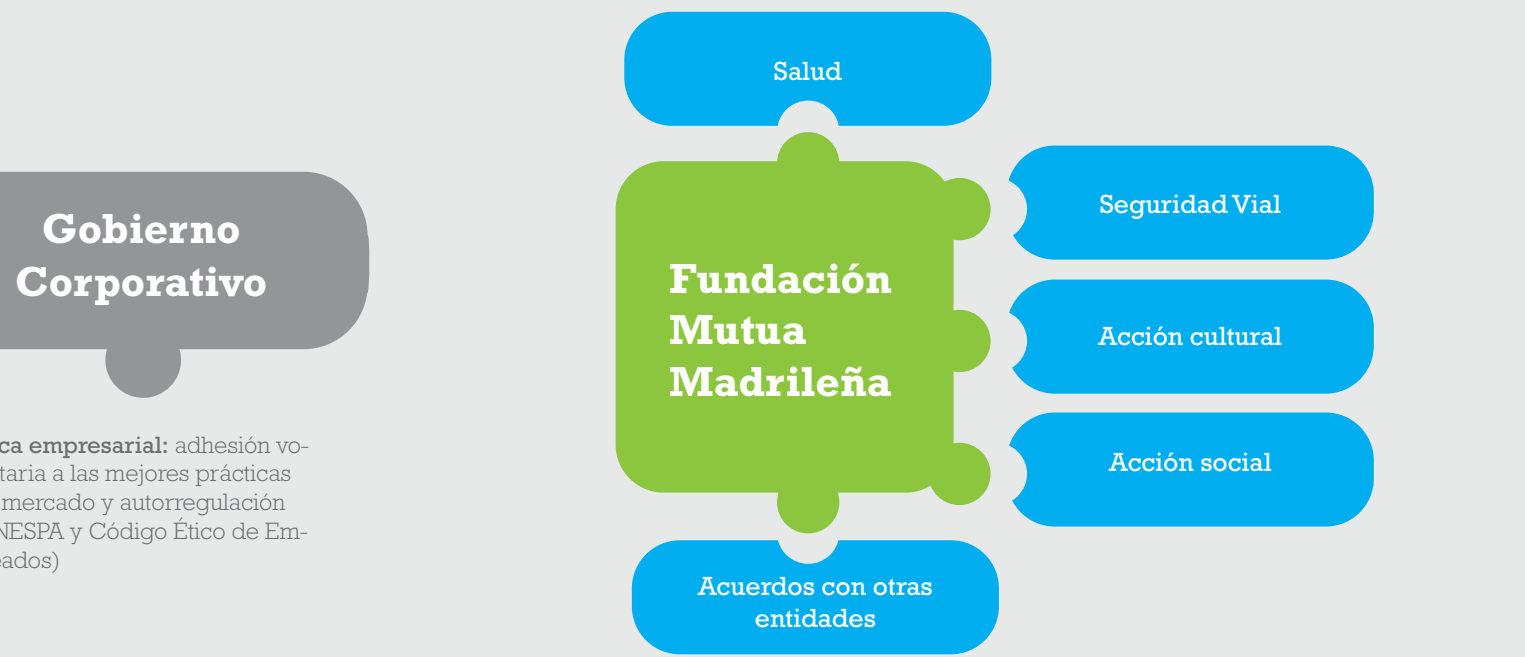 Gobierno
Corporativo
ca empresarial: adhesión vo-
taria a las mejores prácticas
mercado y autorregulación
NESPA y Código Ético de Em-
eados)
Salud
Fundación
Mutua
Madrileña
Seguridad Vial
Acción cultural
Acción social
Acuerdos con otras
entidades